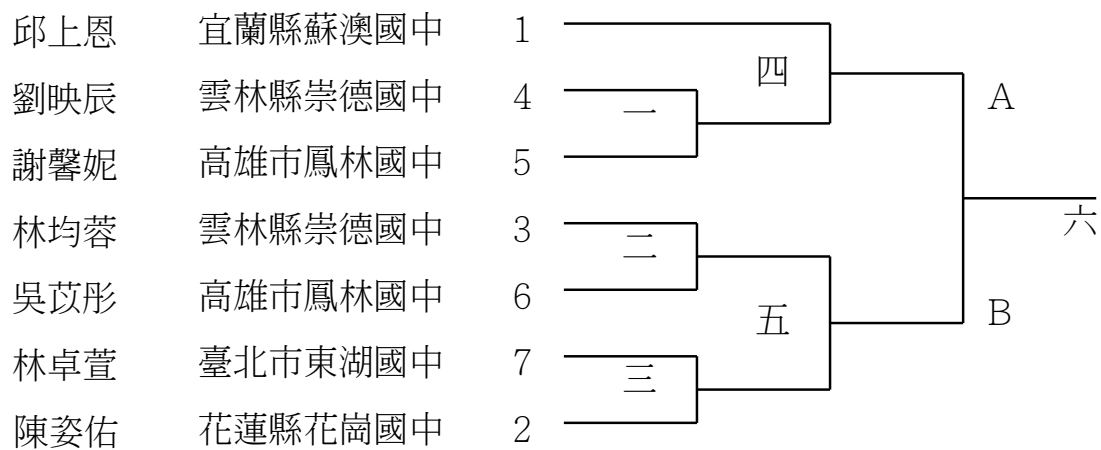 邱上恩 宜蘭縣蘇澳國中 1
四
劉映辰 雲林縣崇德國中 4 A
一
謝馨妮 高雄市鳳林國中 5
林均蓉 雲林縣崇德國中 3
六
二
吳苡彤 高雄市鳳林國中 6
五 B
林卓萱 臺北市東湖國中 7
三
陳姿佑 花蓮縣花崗國中 2